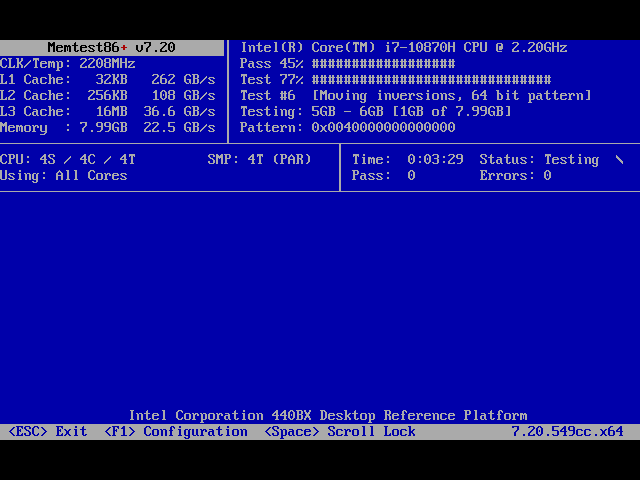 Memtest86+ v7.20 | Intel(R) Core(TM) i7-10870H CPU @ 2.20GHz
CLK/Temp: 2208MHz | Pass 45% ##################
L1 Cache: 32KB 262 GB/s | Test 77% ##############################
L2 Cache: 256KB 108 GB/s | Test #6 [Moving inversions, 64 bit pattern]
L3 Cache: 16MB 36.6 GB/s | Testing: 5GB - 6GB [1GB of 7.99GB]
Memory : 7.99GB 22.5 GB/s | Pattern: 0x0040000000000000
CPU: 4S / 4C / 4T SMP: 4T (PAR) | Time: 0:03:29 Status: Testing \
Using: All Cores | Pass: 0 Errors: 0
Intel Corporation 440BX Desktop Reference Platform
<ESC> Exit <F1> Configuration <Space> Scroll Lock 7.20.549cc.x64